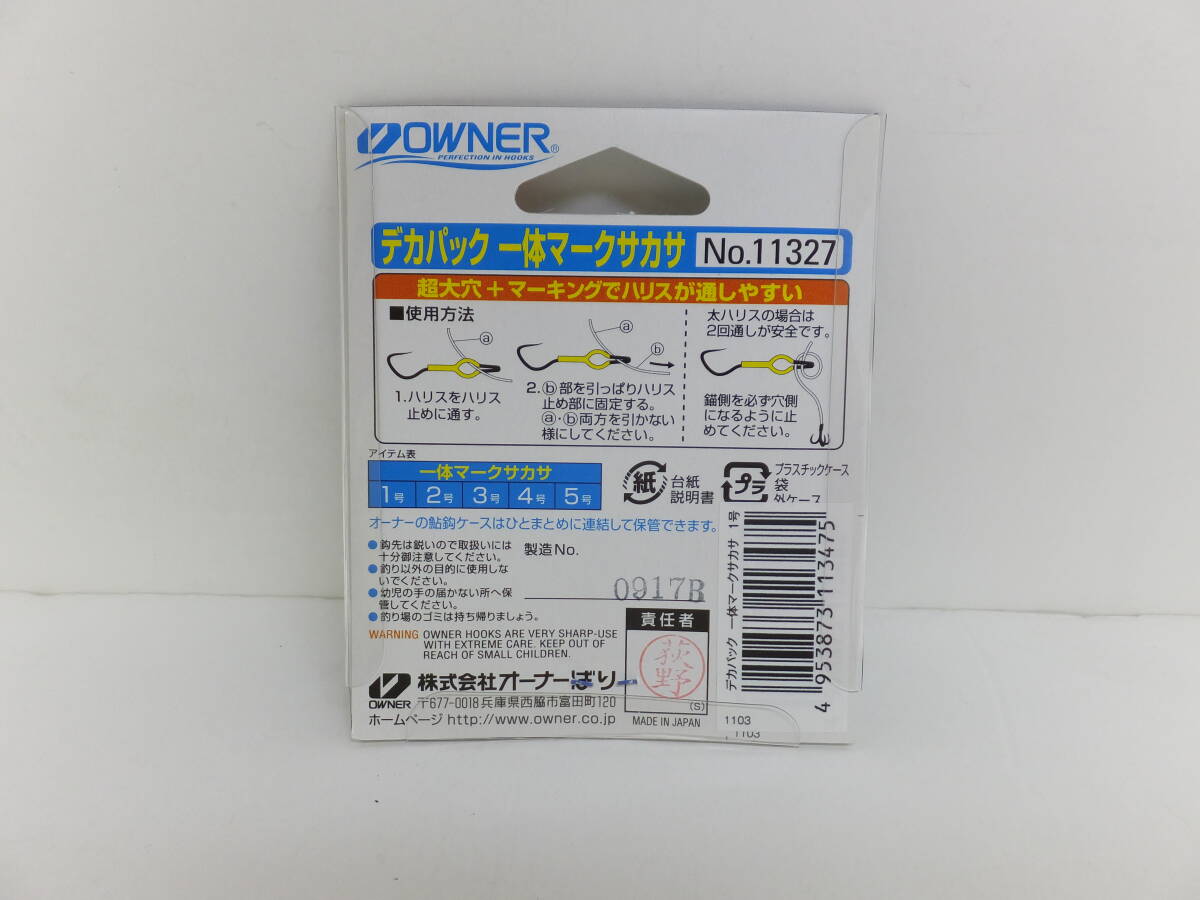 OWNER®
PERFECTION IN HOOKS
デカパック 一体マークサカサ No.11327
超大穴+マーキングでハリスが通しやすい
■使用方法
ⓐ
1.ハリスをハリス
止めに通す。
ⓐ
ⓑ
2.ⓑ部を引っぱりハリス
止め部に固定する。
ⓐ・ⓑ両方を引かない
様にしてください。
太ハリスの場合は
2回通しが安全です。
錨側を必ず穴側
になるように止
めてください。
アイテム表
一体マークサカサ
1号 2号 3号 4号 5号
紙
台紙
説明書
プラ
プラスチックケース
袋
外ケース
オーナーの鮎鈎ケースはひとまとめに連結して保管できます。
●鈎先は鋭いので取扱いには
十分御注意してください。
●釣り以外の目的に使用しな
いでください。
●幼児の手の届かない所へ保
管してください。
●釣り場のゴミは持ち帰りましょう。
製造No.
0917B
WARNING OWNER HOOKS ARE VERY SHARP-USE
WITH EXTREME CARE. KEEP OUT OF
REACH OF SMALL CHILDREN.
責任者
荻野
(S)
OWNER
株式会社オーナーばり
〒677-0018兵庫県西脇市富田町120
ホームページ http://www.owner.co.jp
MADE IN JAPAN
デカパック 一体マークサカサ 1号
4 953873 113475
1103
1103